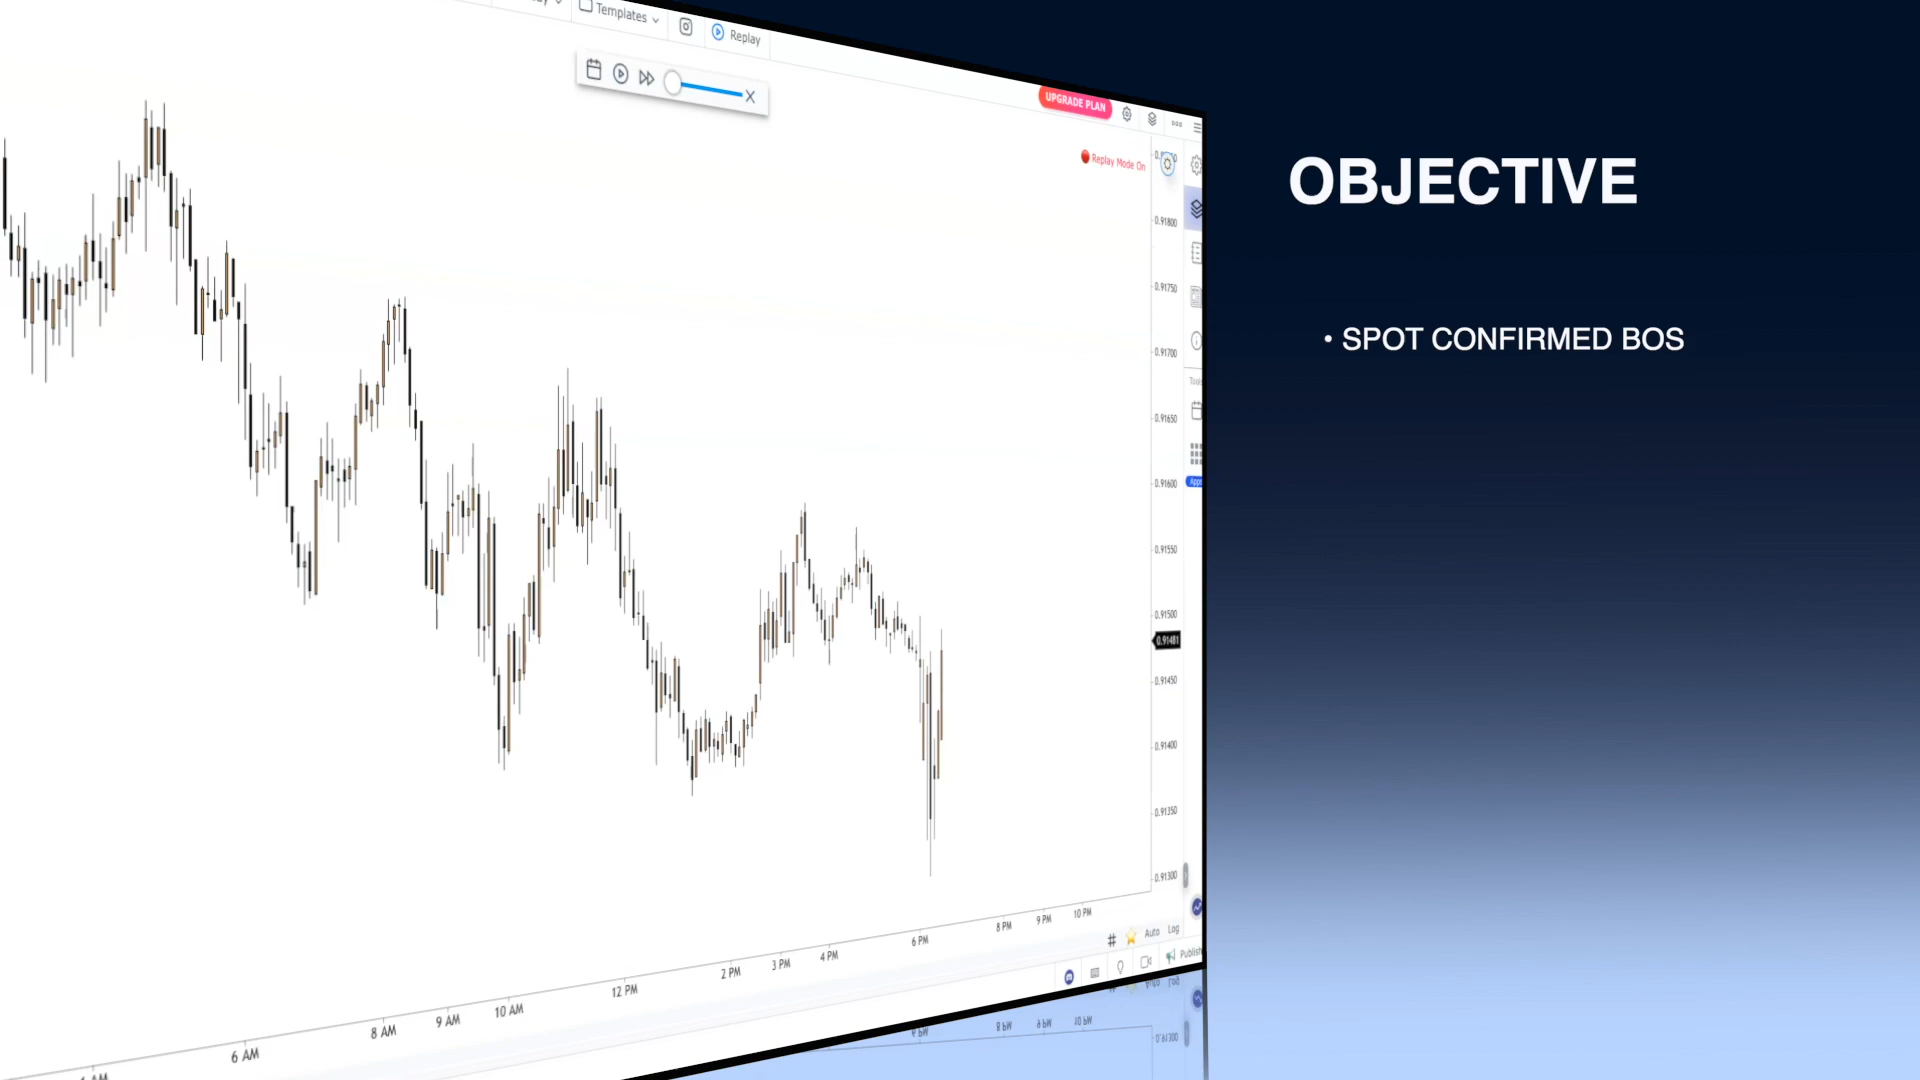 Templates
Replay
UPGRADE PLAN
Replay Mode On
0.91800
0.91750
0.91700
0.91650
0.91600
0.91550
0.91500
0.91481
0.91450
0.91400
0.91350
0.91300
Tools
Apps
6 AM
8 AM
9 AM
10 AM
12 PM
2 PM
3 PM
4 PM
6 PM
8 PM
9 PM
10 PM
Auto
Log
Publish
OBJECTIVE
• SPOT CONFIRMED BOS